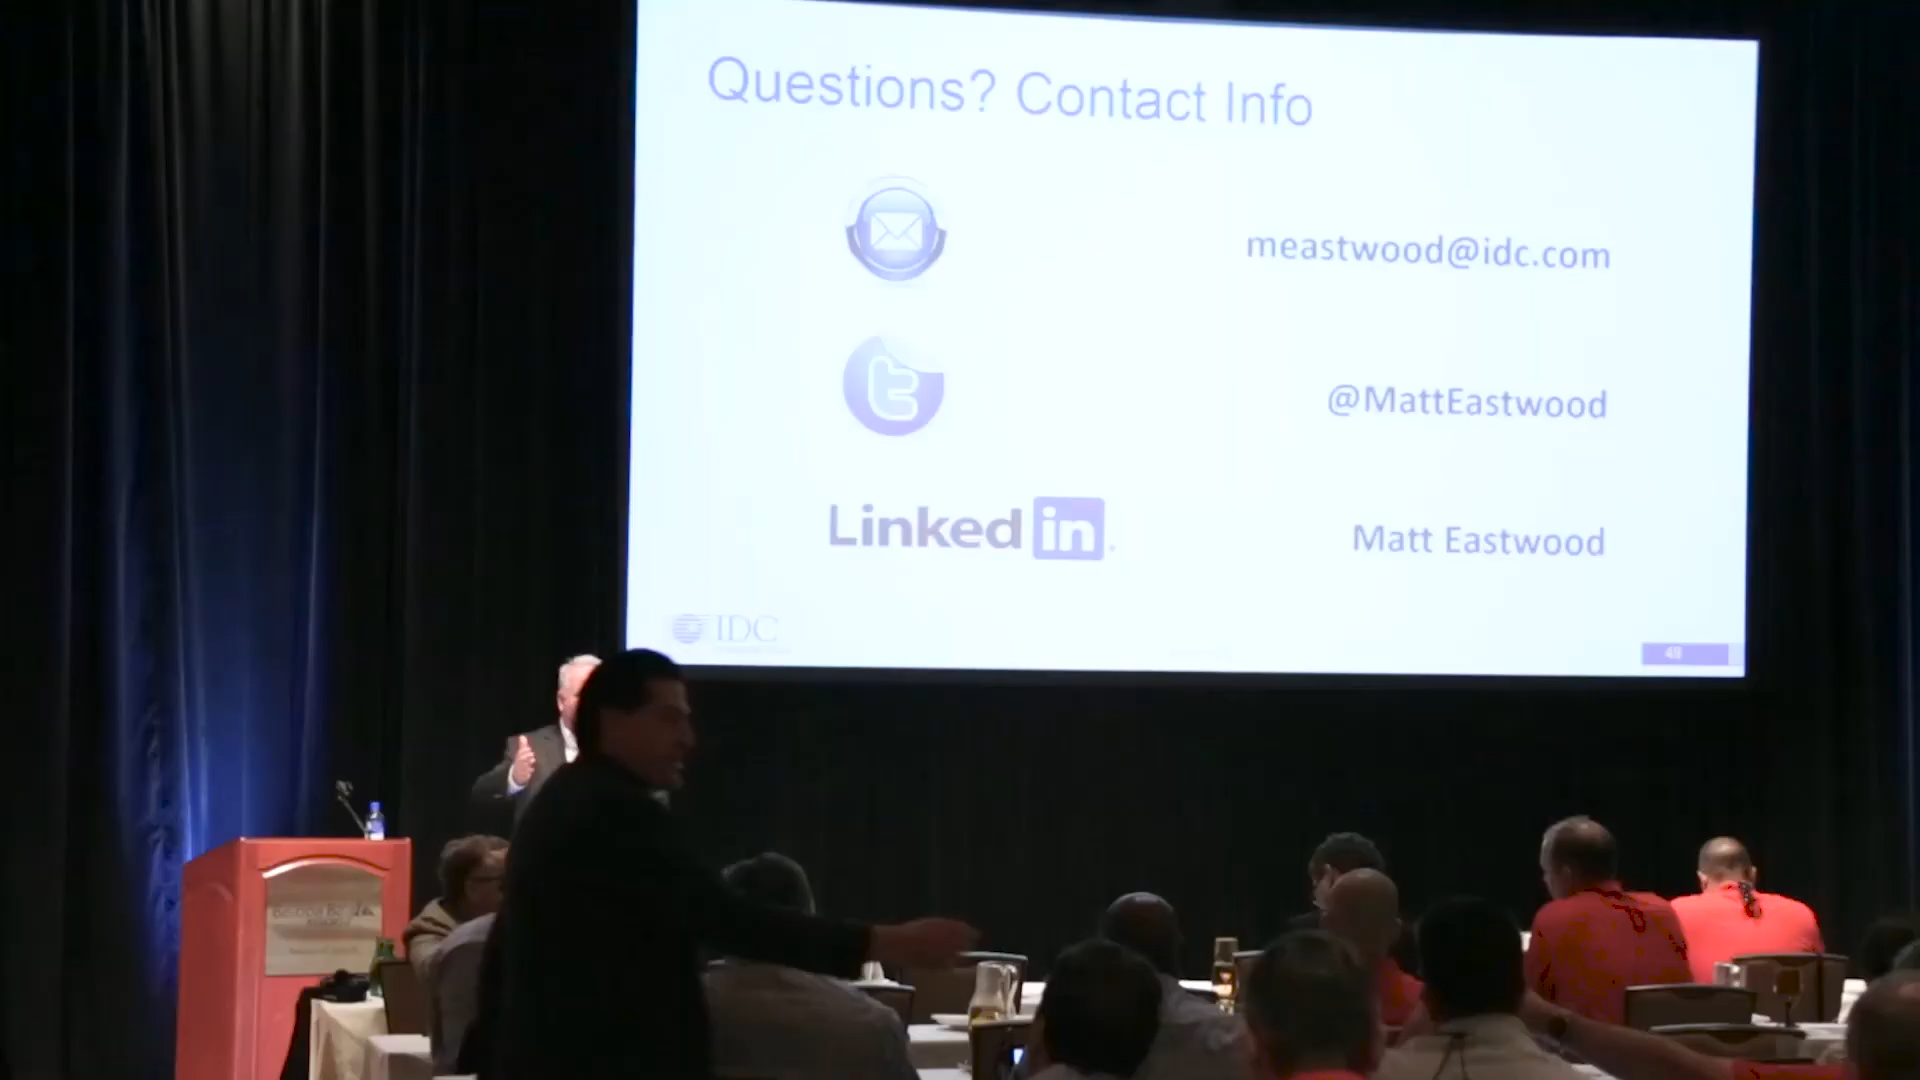 Questions? Contact Info
meastwood@idc.com
@MattEastwood
Linked in
Matt Eastwood
IDC